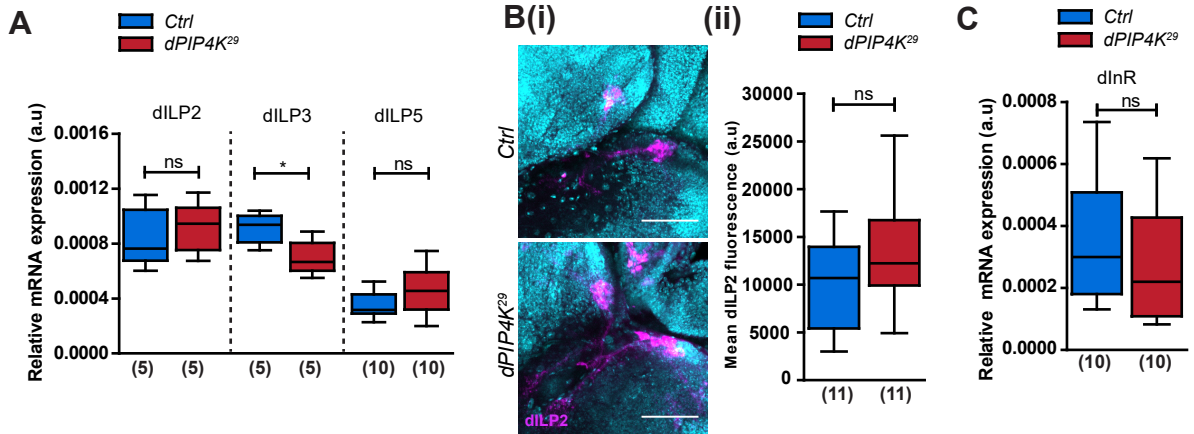 A
Ctrl
dPIP4K²⁹
dILP2
dILP3
dILP5
Relative mRNA expression (a.u)
0.0016
0.0012
0.0008
0.0004
0.0000
ns
*
ns
(5)
(5)
(5)
(5)
(10)
(10)
B(i)
Ctrl
dPIP4K²⁹
dILP2
(ii)
Ctrl
dPIP4K²⁹
Mean dILP2 fluorescence (a.u)
30000
25000
20000
15000
10000
5000
0
ns
(11)
(11)
C
Ctrl
dPIP4K²⁹
dInR
Relative mRNA expression (a.u)
0.0008
0.0006
0.0004
0.0002
0.0000
ns
(10)
(10)